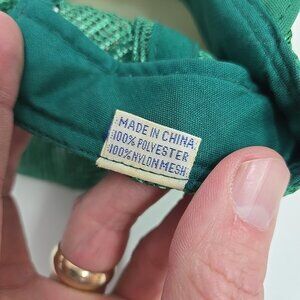 MADE IN CHINA
100% POLYESTER
100% NYLON MESH